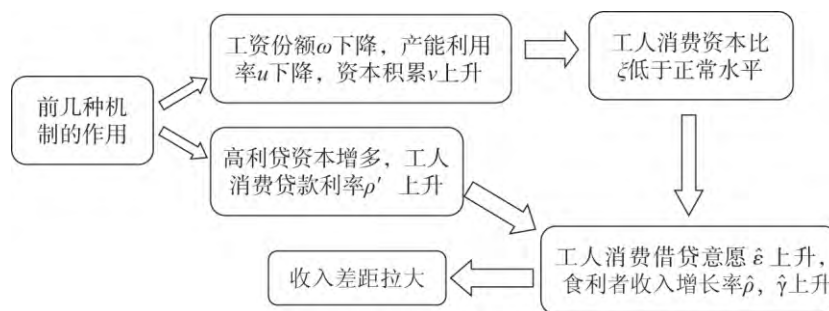 工资份额ω下降，产能利用
率u下降，资本积累ν上升
工人消费资本比
ξ低于正常水平
前几种机
制的作用
高利贷资本增多，工人
消费贷款利率ρ′ 上升
工人消费借贷意愿 ε̂ 上升，
食利者收入增长率ρ̂，γ̂上升
收入差距拉大